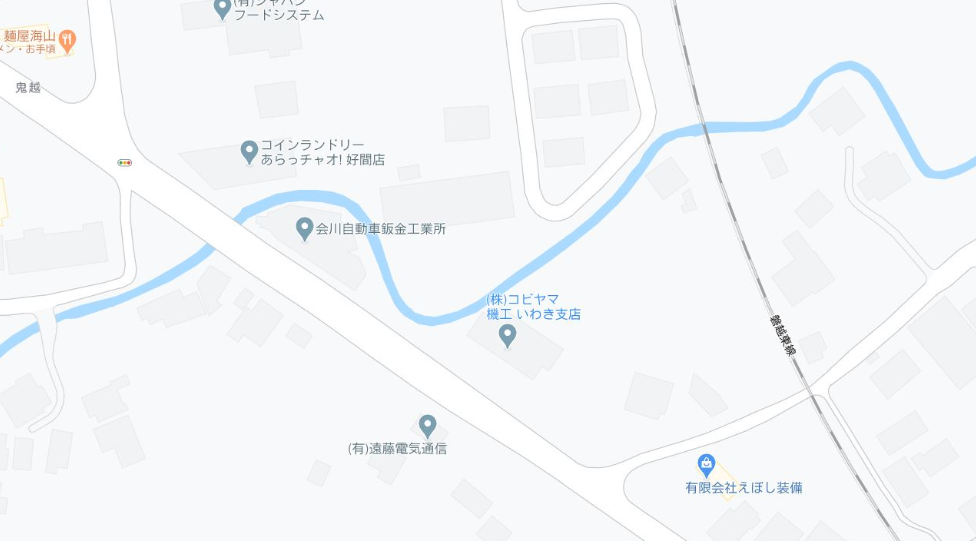 (有)ジャパン
フードシステム
麺屋海山
メン・お手頃
鬼越
コインランドリー
あらっチャオ! 好間店
会川自動車鈑金工業所
(株)コビヤマ
機工 いわき支店
磐越東線
(有)遠藤電気通信
有限会社えぼし装備